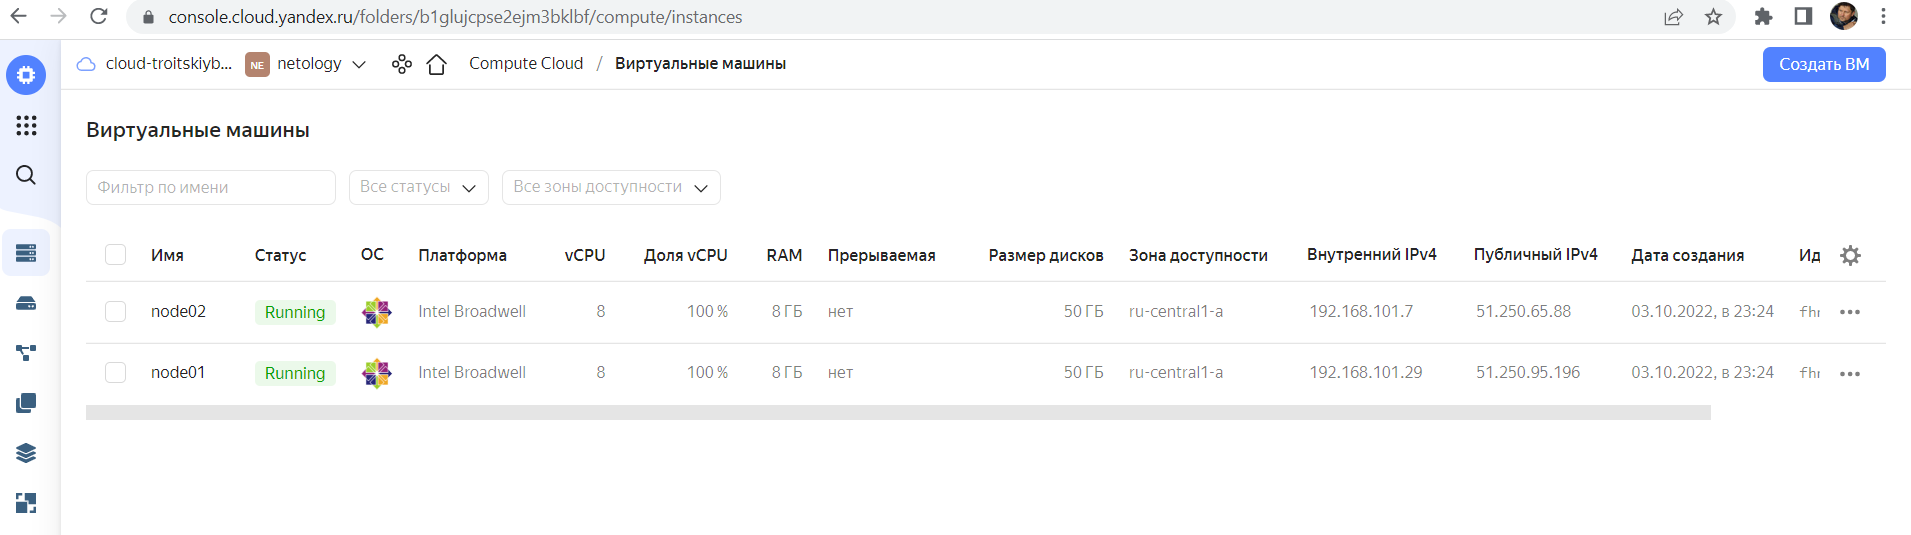 console.cloud.yandex.ru/folders/b1glujcpse2ejm3bklbf/compute/instances
cloud-troitskiyb... NE netology Compute Cloud / Виртуальные машины Создать ВМ
Виртуальные машины
Фильтр по имени Все статусы Все зоны доступности
Имя Статус ОС Платформа vCPU Доля vCPU RAM Прерываемая Размер дисков Зона доступности Внутренний IPv4 Публичный IPv4 Дата создания Ид
node02 Running Intel Broadwell 8 100 % 8 ГБ нет 50 ГБ ru-central1-a 192.168.101.7 51.250.65.88 03.10.2022, в 23:24 fhm
node01 Running Intel Broadwell 8 100 % 8 ГБ нет 50 ГБ ru-central1-a 192.168.101.29 51.250.95.196 03.10.2022, в 23:24 fhm